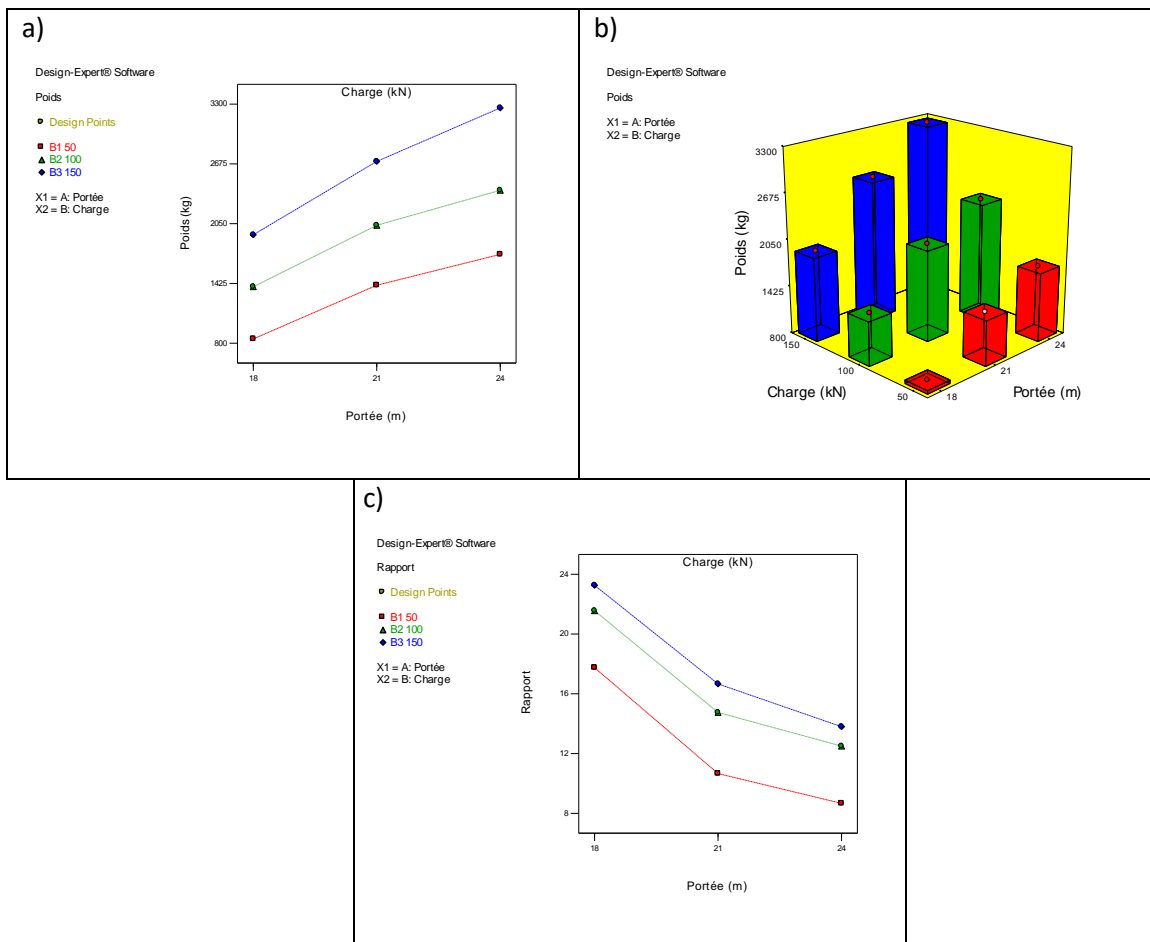 a)
Design-Expert® Software
Poids
Design Points
B1 50
B2 100
B3 150
X1 = A: Portée
X2 = B: Charge
Charge (kN)
3300
2675
2050
1425
800
Poids (kg)
18
21
24
Portée (m)
b)
Design-Expert® Software
Poids
X1 = A: Portée
X2 = B: Charge
3300
2675
2050
1425
800
Poids (kg)
150
100
50
Charge (kN)
18
21
24
Portée (m)
c)
Design-Expert® Software
Rapport
Design Points
B1 50
B2 100
B3 150
X1 = A: Portée
X2 = B: Charge
Charge (kN)
24
20
16
12
8
Rapport
18
21
24
Portée (m)